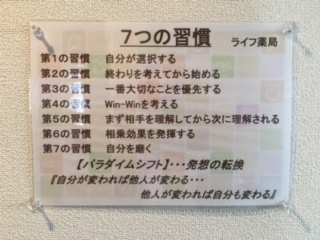 7つの習慣 ライフ薬局
第1の習慣 自分が選択する
第2の習慣 終わりを考えてから始める
第3の習慣 一番大切なことを優先する
第4の習慣 Win-Winを考える
第5の習慣 まず相手を理解してから次に理解される
第6の習慣 相乗効果を発揮する
第7の習慣 自分を磨く
【パラダイムシフト】・・・発想の転換
『自分が変われば他人が変わる・・・
他人が変われば自分も変わる』